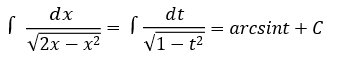 ∫ dx/√(2x − x²) = ∫ dt/√(1 − t²) = arcsint + C